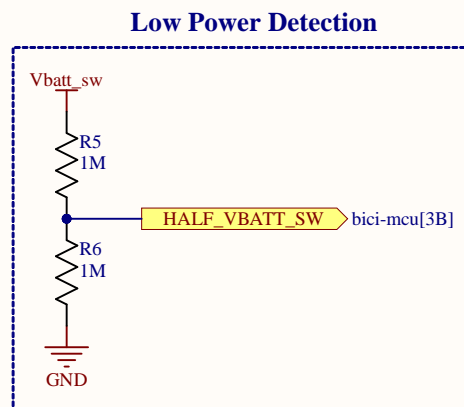 Low Power Detection
Vbatt_sw
R5
1M
HALF_VBATT_SW
bici-mcu[3B]
R6
1M
GND